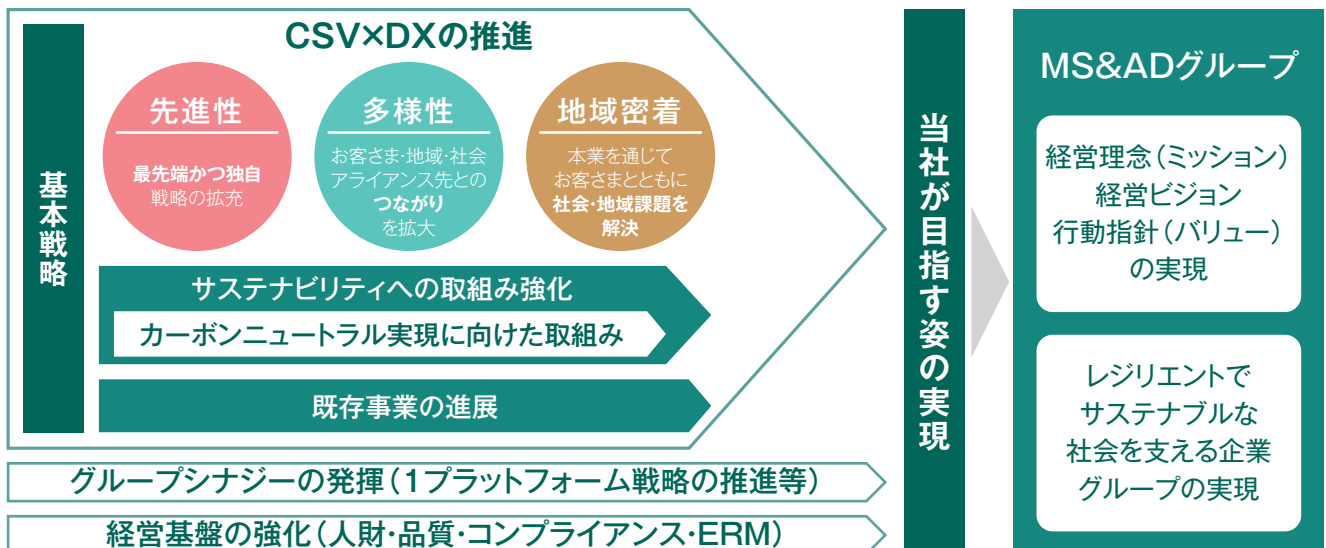 CSV×DXの推進
基本戦略
先進性
最先端かつ独自
戦略の拡充
多様性
お客さま・地域・社会
アライアンス先との
つながり
を拡大
地域密着
本業を通じて
お客さまとともに
社会・地域課題を
解決
サステナビリティへの取組み強化
カーボンニュートラル実現に向けた取組み
既存事業の進展
グループシナジーの発揮（1プラットフォーム戦略の推進等）
経営基盤の強化（人財・品質・コンプライアンス・ERM）
当社が目指す姿の実現
MS&ADグループ
経営理念（ミッション）
経営ビジョン
行動指針（バリュー）
の実現
レジリエントで
サステナブルな
社会を支える企業
グループの実現